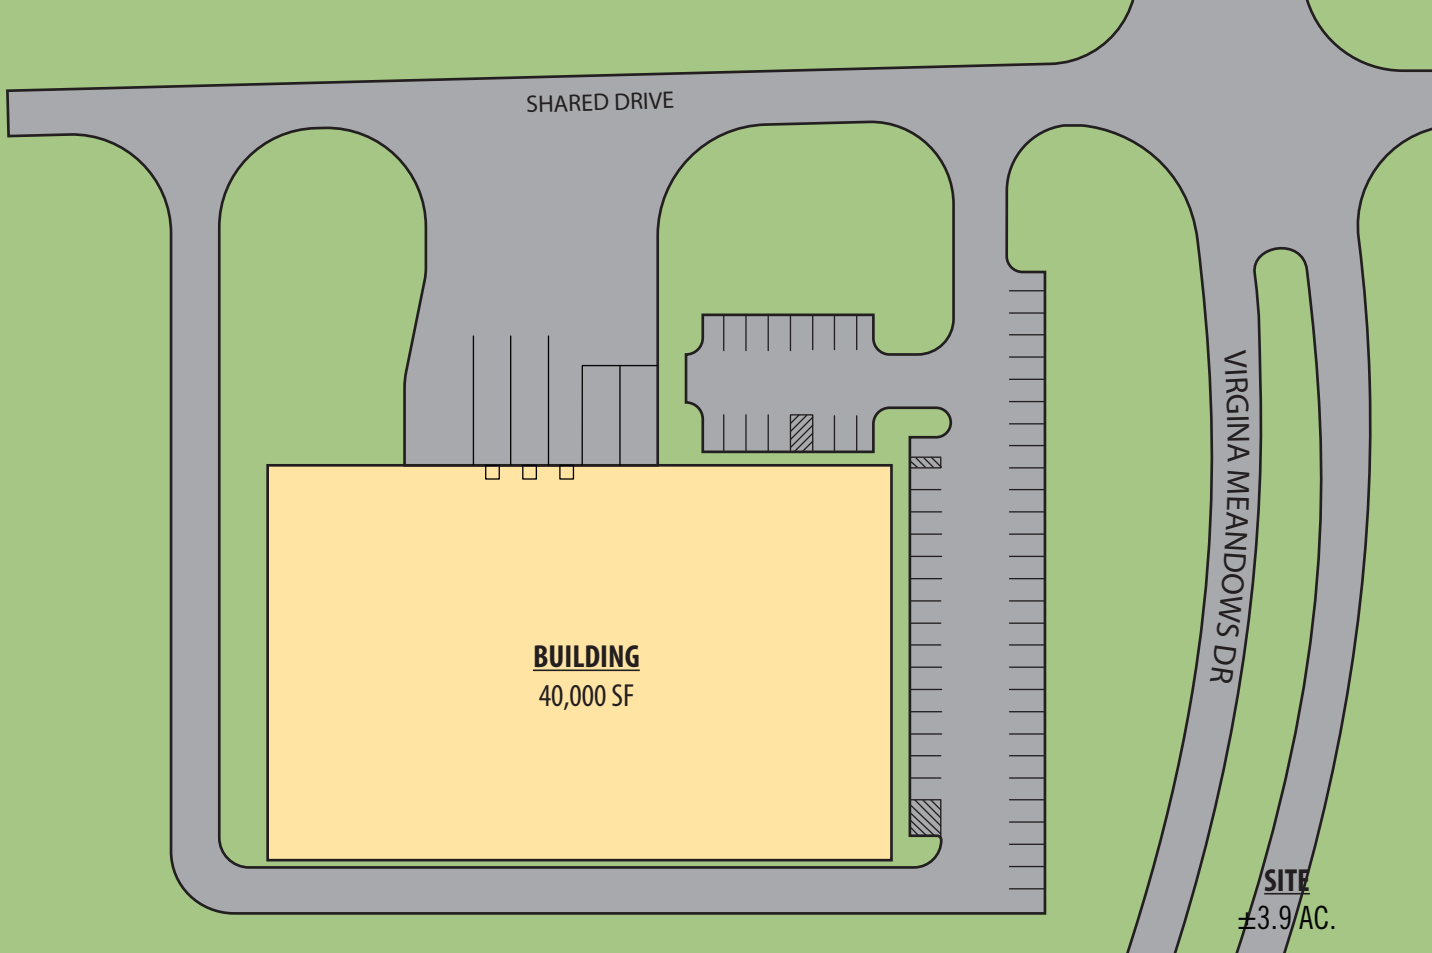 SHARED DRIVE
VIRGINA MEANDOWS DR
BUILDING
40,000 SF
SITE
±3.9 AC.